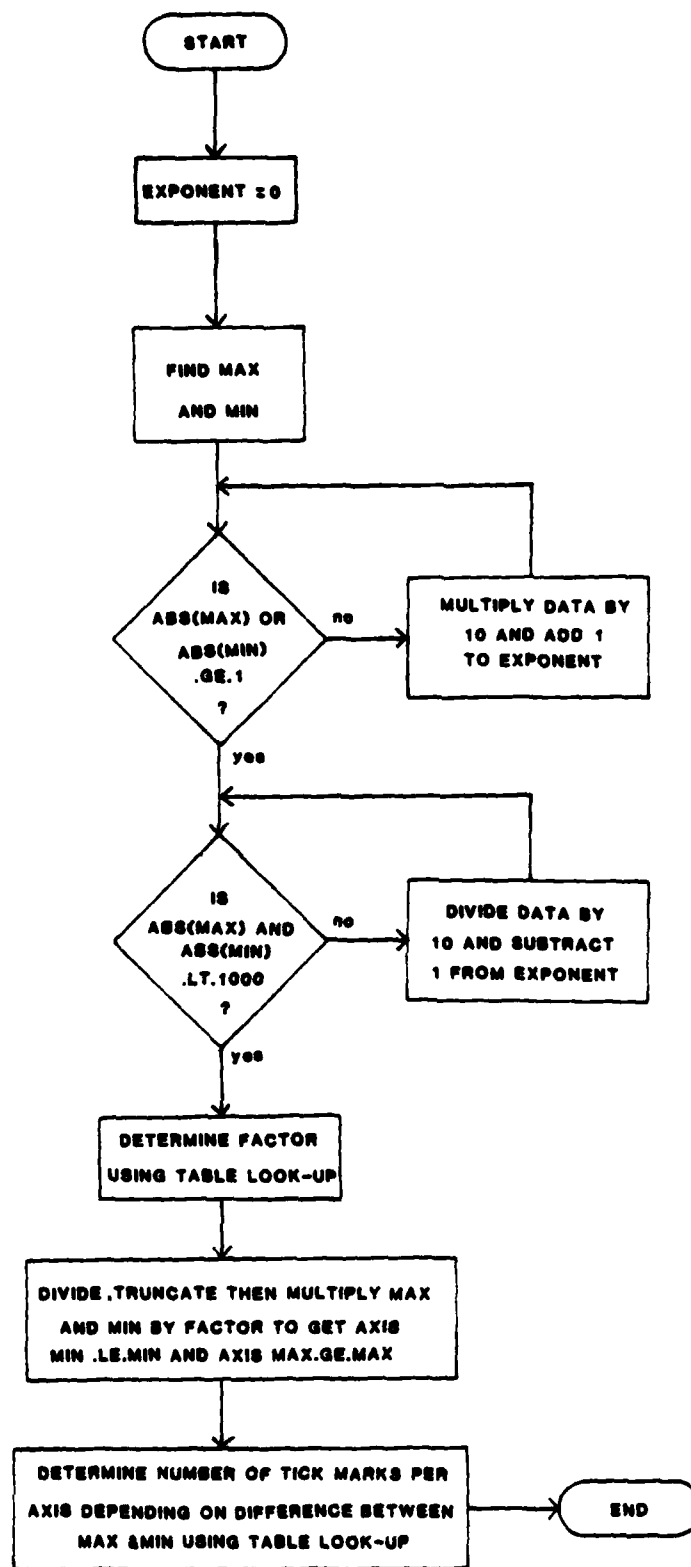 START
EXPONENT = 0
FIND MAX
AND MIN
IS
ABS(MAX) OR
ABS(MIN)
.GE.1
?
no
MULTIPLY DATA BY
10 AND ADD 1
TO EXPONENT
yes
IS
ABS(MAX) AND
ABS(MIN)
.LT.1000
?
no
DIVIDE DATA BY
10 AND SUBTRACT
1 FROM EXPONENT
yes
DETERMINE FACTOR
USING TABLE LOOK-UP
DIVIDE,TRUNCATE THEN MULTIPLY MAX
AND MIN BY FACTOR TO GET AXIS
MIN .LE.MIN AND AXIS MAX.GE.MAX
DETERMINE NUMBER OF TICK MARKS PER
AXIS DEPENDING ON DIFFERENCE BETWEEN
MAX &MIN USING TABLE LOOK-UP
END